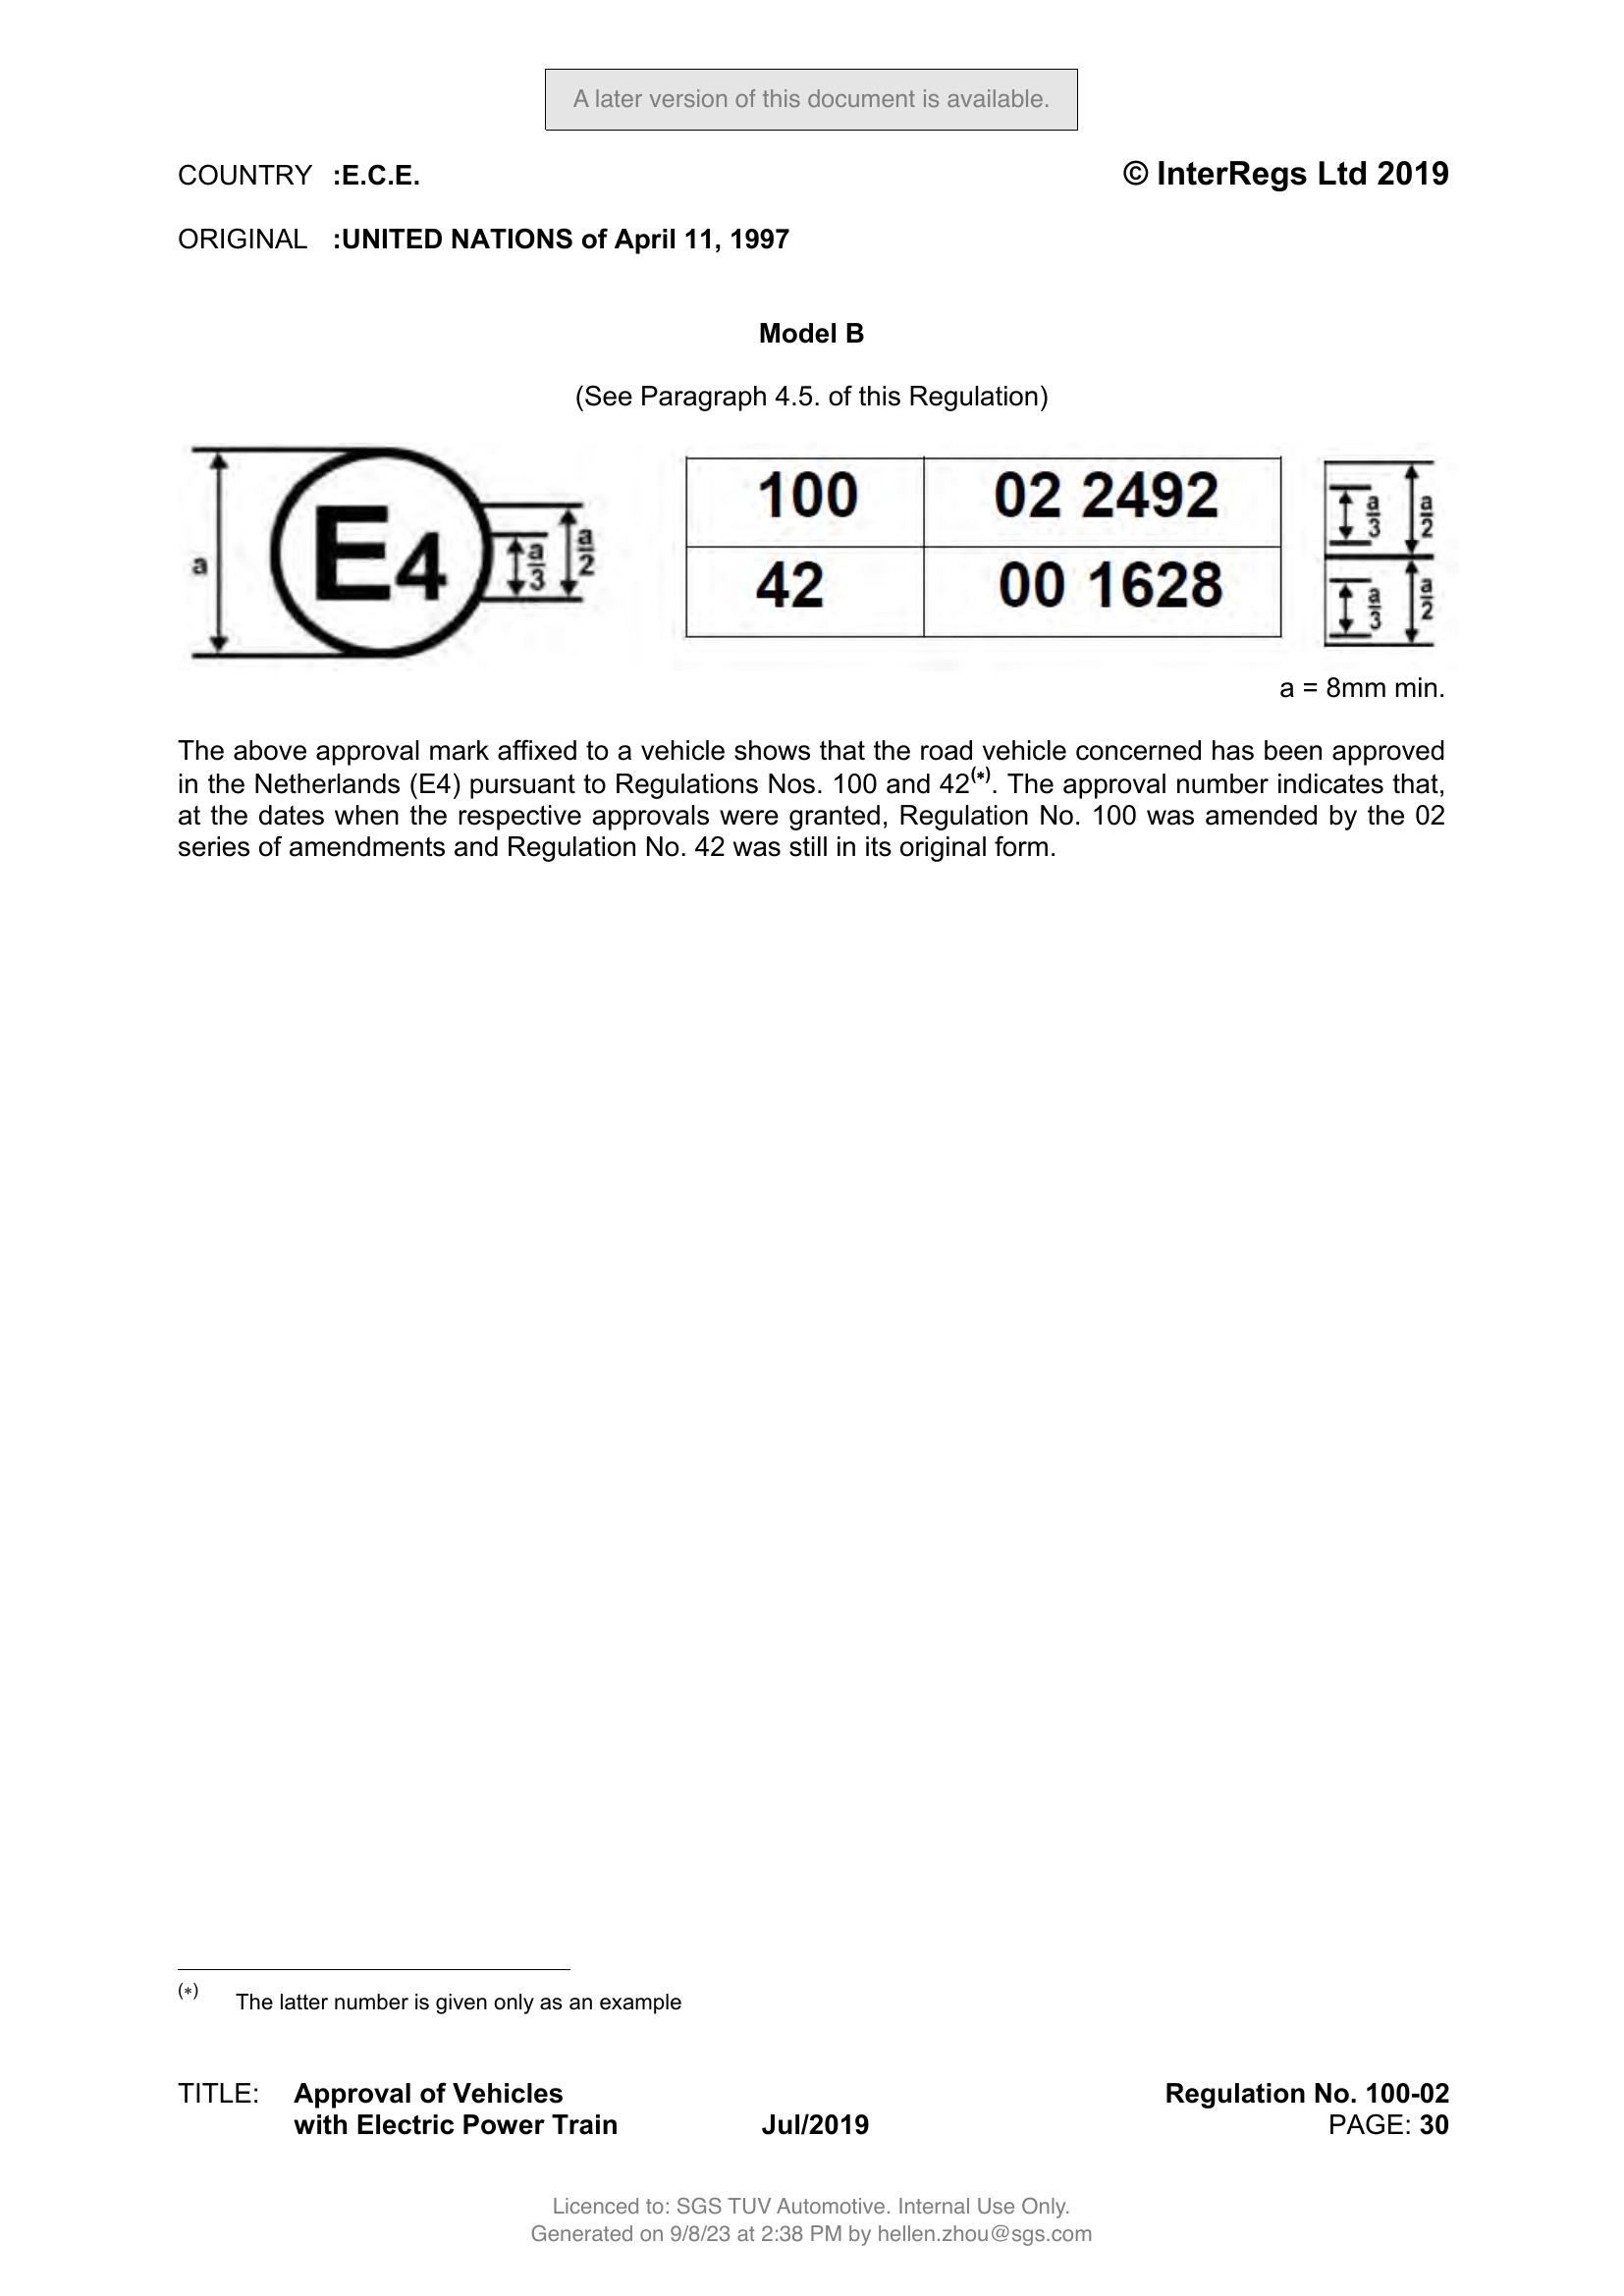 A later version of this document is available.
COUNTRY :E.C.E. © InterRegs Ltd 2019
ORIGINAL :UNITED NATIONS of April 11, 1997
Model B
(See Paragraph 4.5. of this Regulation)
a E4 a/3 a/2
100 02 2492 a/3 a/2
42 00 1628 a/3 a/2
a = 8mm min.
The above approval mark affixed to a vehicle shows that the road vehicle concerned has been approved
in the Netherlands (E4) pursuant to Regulations Nos. 100 and 42(*). The approval number indicates that,
at the dates when the respective approvals were granted, Regulation No. 100 was amended by the 02
series of amendments and Regulation No. 42 was still in its original form.
(*) The latter number is given only as an example
TITLE: Approval of Vehicles Regulation No. 100-02
with Electric Power Train Jul/2019 PAGE: 30
Licenced to: SGS TUV Automotive. Internal Use Only.
Generated on 9/8/23 at 2:38 PM by hellen.zhou@sgs.com